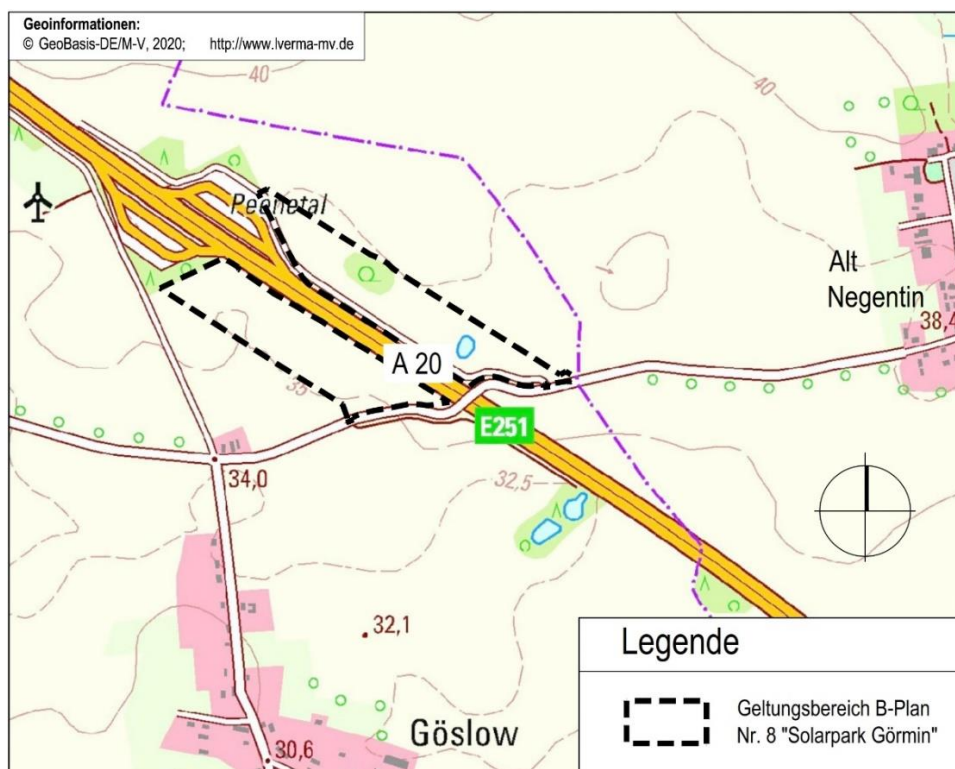 Geoinformationen:
© GeoBasis-DE/M-V, 2020; http://www.lverma-mv.de
40
40
Peenetal
Alt
Negentin
38,4
A 20
35
E251
34,0
32,5
32,1
Göslow
30,6
Legende
Geltungsbereich B-Plan
Nr. 8 "Solarpark Görmin"